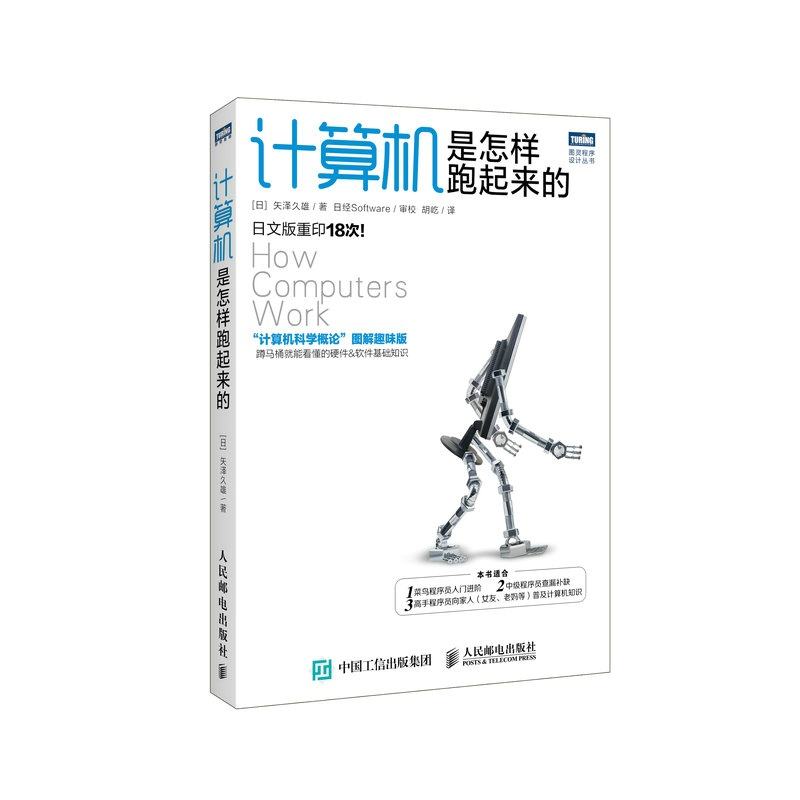 TURING
图灵程序
设计丛书
计算机
是怎样
跑起来的
[日] 矢泽久雄 / 著 日经Software / 审校 胡屹 / 译
日文版重印18次!
How
Computers
Work
“计算机科学概论”图解趣味版
蹲马桶就能看懂的硬件&软件基础知识
本书适合
1 菜鸟程序员入门进阶 2 中级程序员查漏补缺
3 高手程序员向家人（女友、老妈等）普及计算机知识
中国工信出版集团
人民邮电出版社
POSTS & TELECOM PRESS
TURING
计算机
是怎样跑起来的
[日] 矢泽久雄 / 著
人民邮电出版社